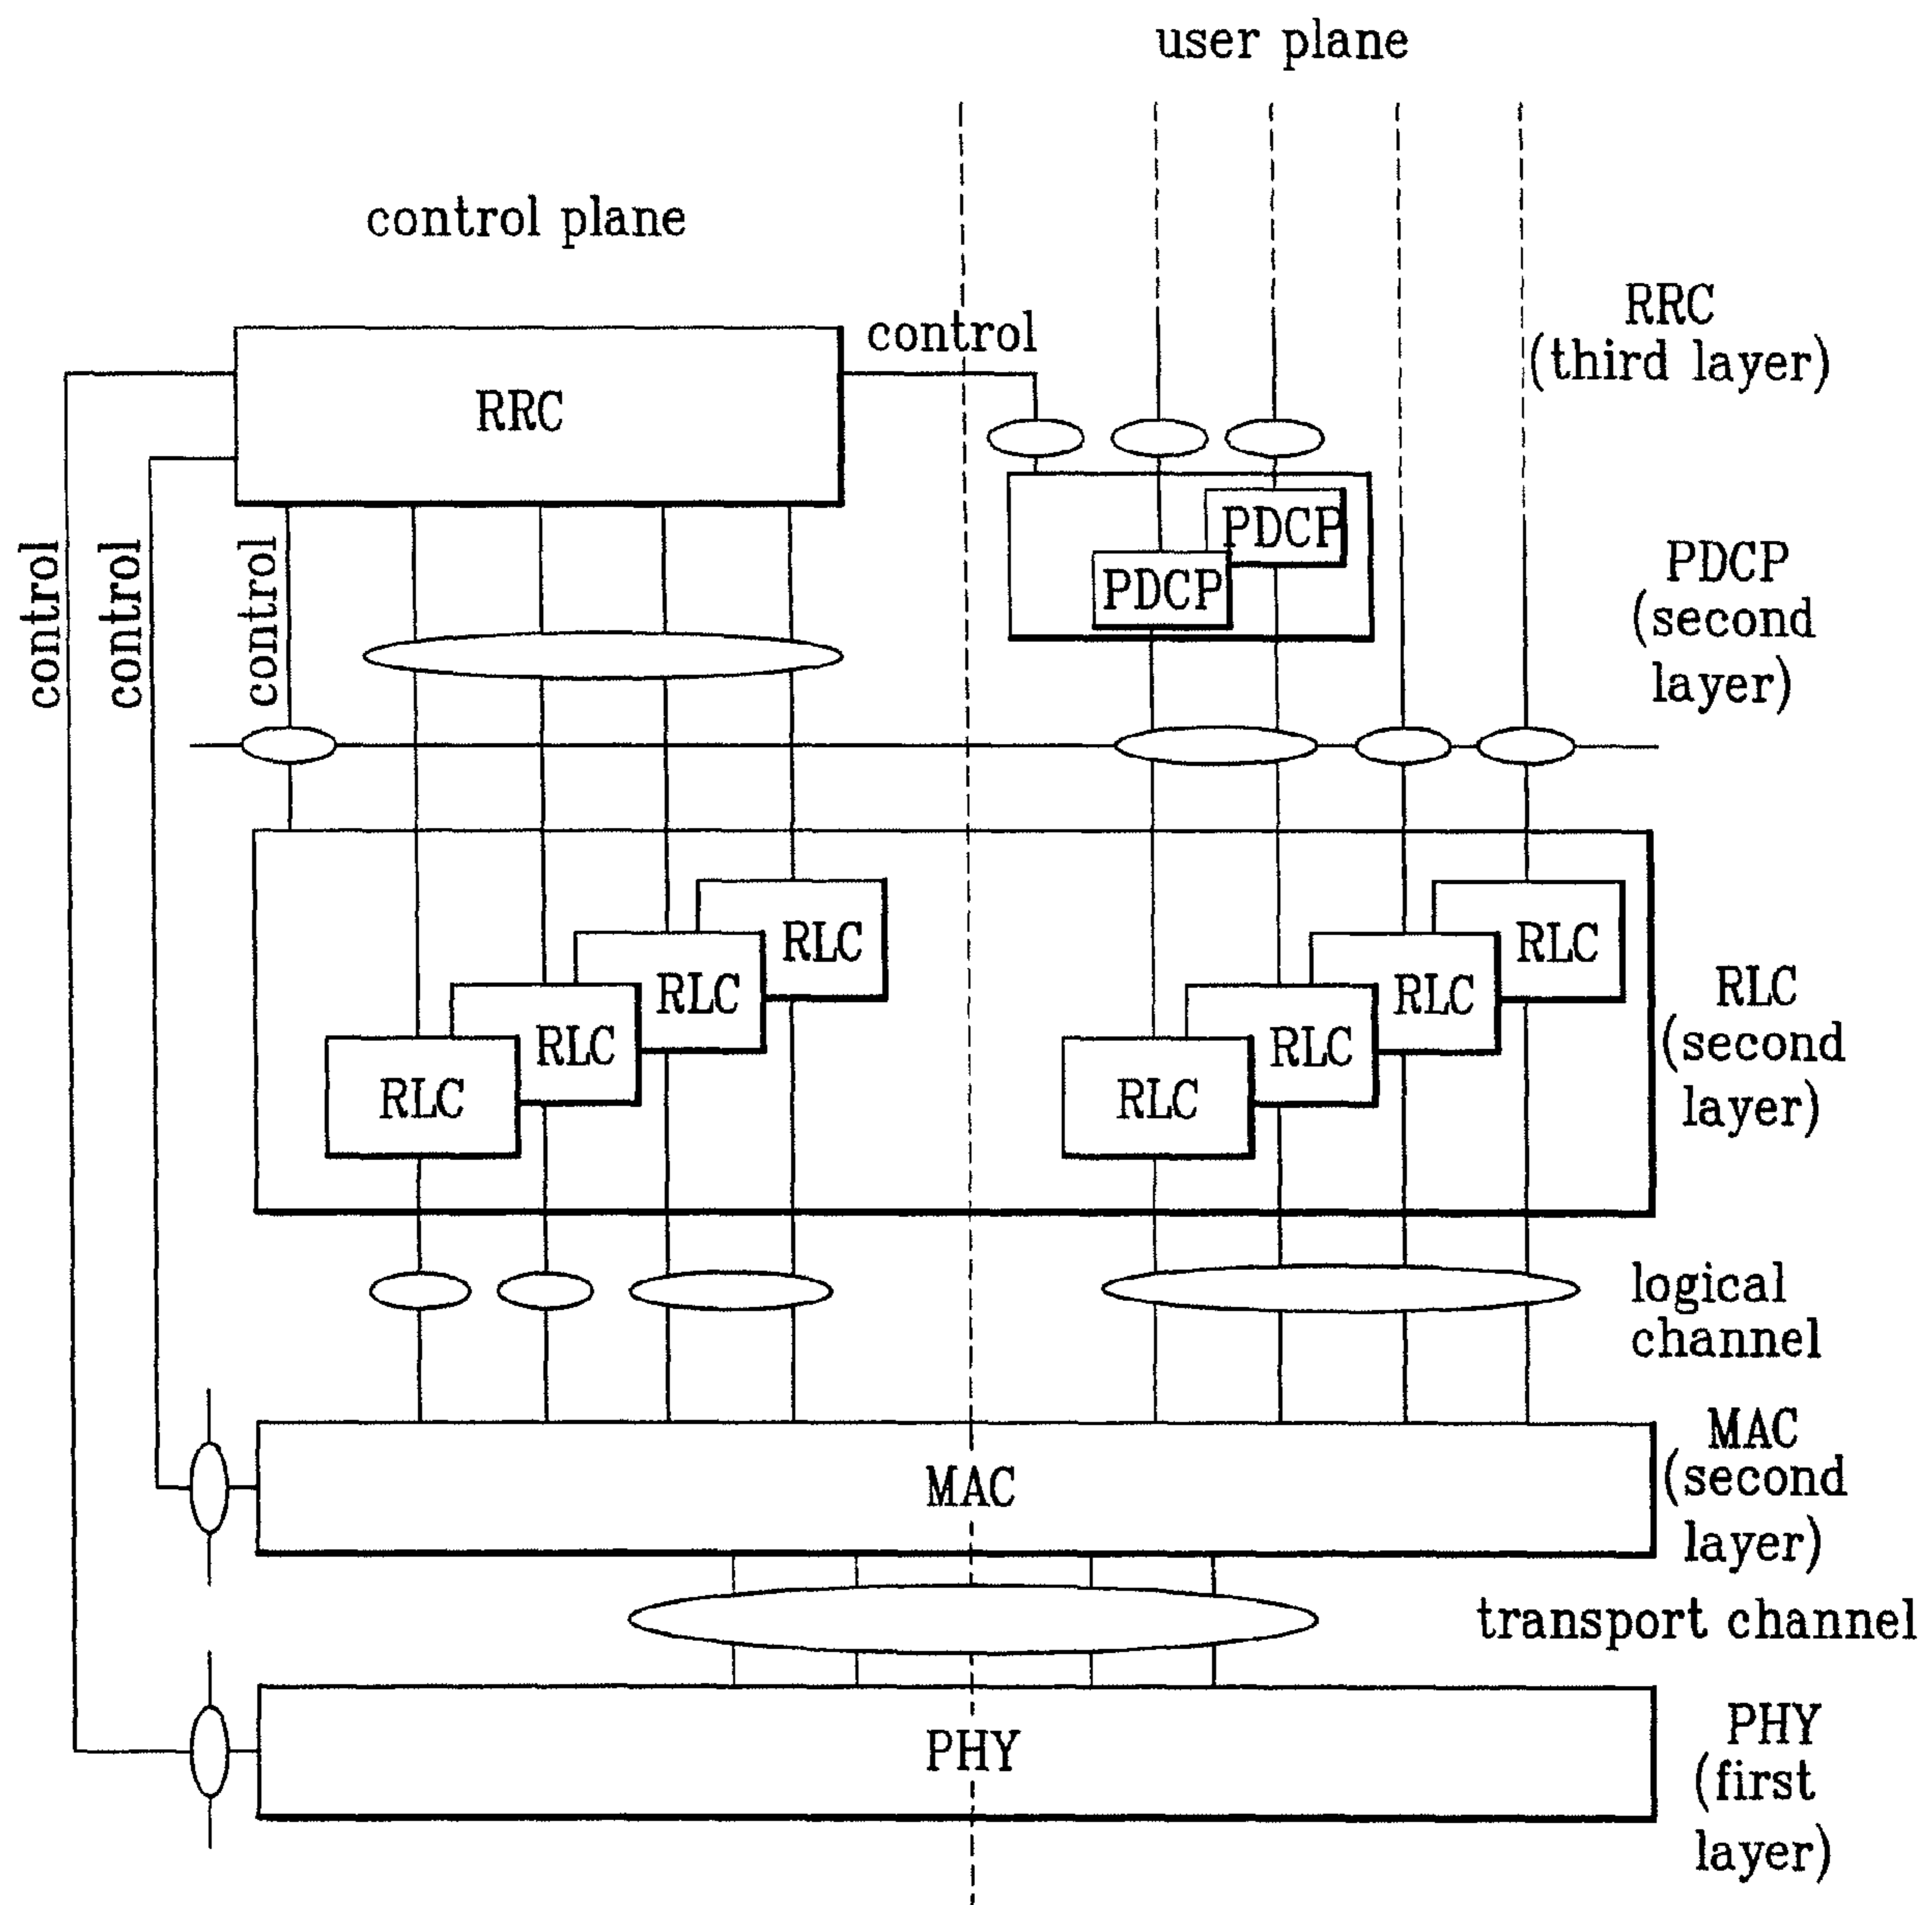 user plane
control plane
RRC
(third layer)
control
RRC
PDCP
PDCP
PDCP
(second
layer)
control
control
control
RLC
RLC
RLC
RLC
RLC
RLC
RLC
RLC
RLC
(second
layer)
logical
channel
MAC
(second
layer)
MAC
transport channel
PHY
(first
layer)
PHY